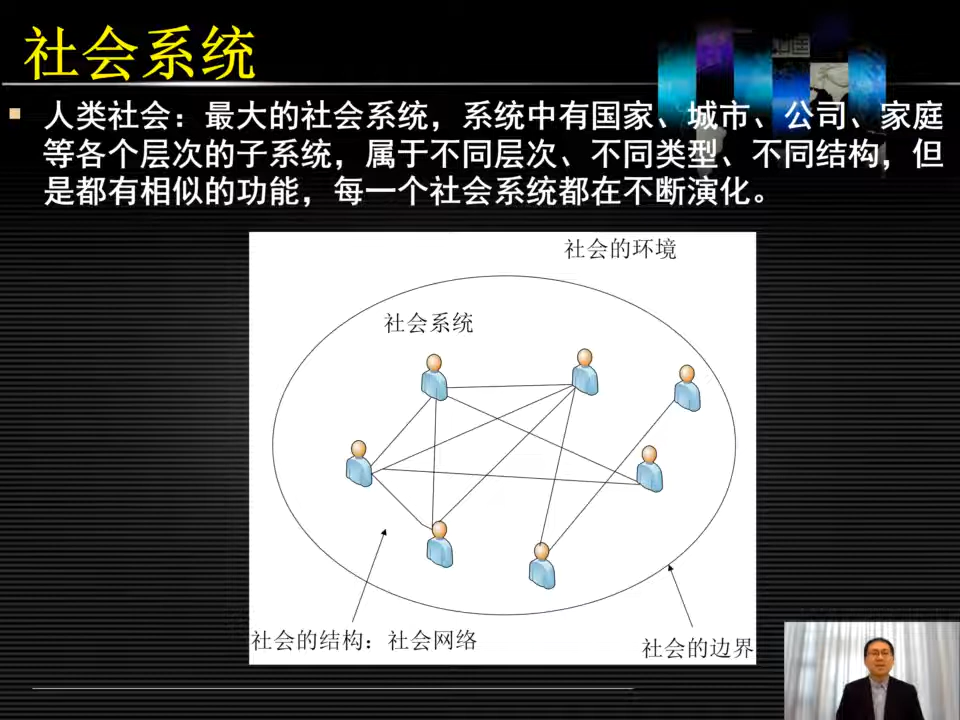 社会系统
人类社会：最大的社会系统，系统中有国家、城市、公司、家庭
等各个层次的子系统，属于不同层次、不同类型、不同结构，但
是都有相似的功能，每一个社会系统都在不断演化。
社会的环境
社会系统
社会的结构：社会网络
社会的边界